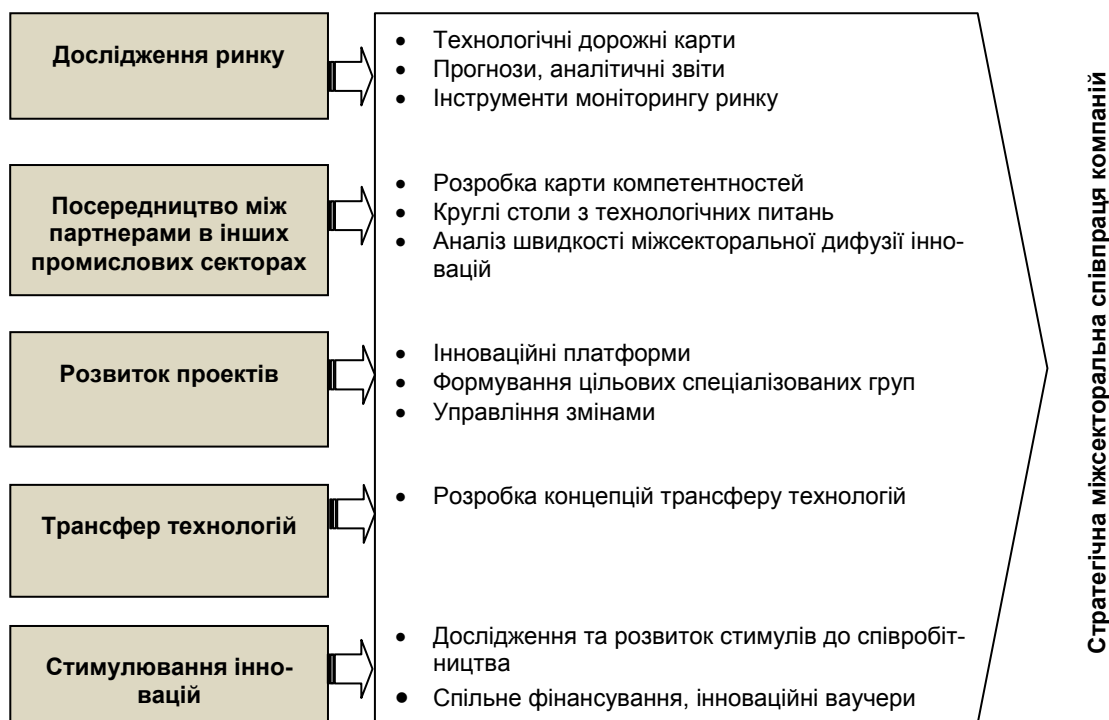 Дослідження ринку
• Технологічні дорожні карти
• Прогнози, аналітичні звіти
• Інструменти моніторингу ринку
Посередництво між
партнерами в інших
промислових секторах
• Розробка карти компетентностей
• Круглі столи з технологічних питань
• Аналіз швидкості міжсекторальної дифузії інно-
вацій
Розвиток проектів
• Інноваційні платформи
• Формування цільових спеціалізованих груп
• Управління змінами
Трансфер технологій
• Розробка концепцій трансферу технологій
Стимулювання інно-
вацій
• Дослідження та розвиток стимулів до співробіт-
ництва
• Спільне фінансування, інноваційні ваучери
Стратегічна міжсекторальна співпраця компаній